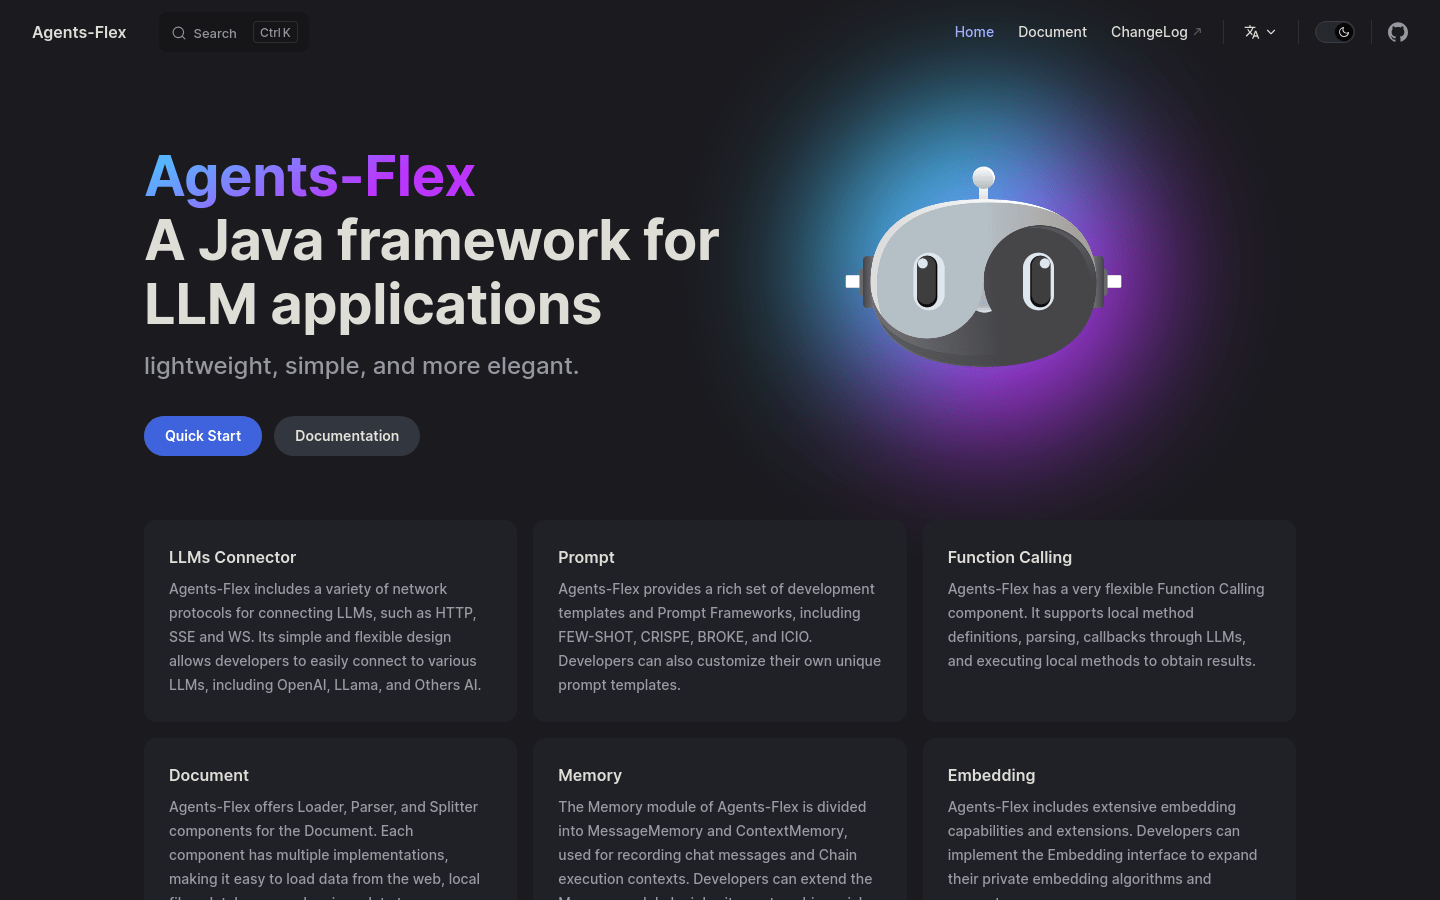 Agents-Flex
Search
Ctrl K
Home
Document
ChangeLog
Agents-Flex
A Java framework for
LLM applications
lightweight, simple, and more elegant.
Quick Start
Documentation
LLMs Connector
Agents-Flex includes a variety of network
protocols for connecting LLMs, such as HTTP,
SSE and WS. Its simple and flexible design
allows developers to easily connect to various
LLMs, including OpenAI, LLama, and Others AI.
Prompt
Agents-Flex provides a rich set of development
templates and Prompt Frameworks, including
FEW-SHOT, CRISPE, BROKE, and ICIO.
Developers can also customize their own unique
prompt templates.
Function Calling
Agents-Flex has a very flexible Function Calling
component. It supports local method
definitions, parsing, callbacks through LLMs,
and executing local methods to obtain results.
Document
Agents-Flex offers Loader, Parser, and Splitter
components for the Document. Each
component has multiple implementations,
making it easy to load data from the web, local
Memory
The Memory module of Agents-Flex is divided
into MessageMemory and ContextMemory,
used for recording chat messages and Chain
execution contexts. Developers can extend the
Embedding
Agents-Flex includes extensive embedding
capabilities and extensions. Developers can
implement the Embedding interface to expand
their private embedding algorithms and